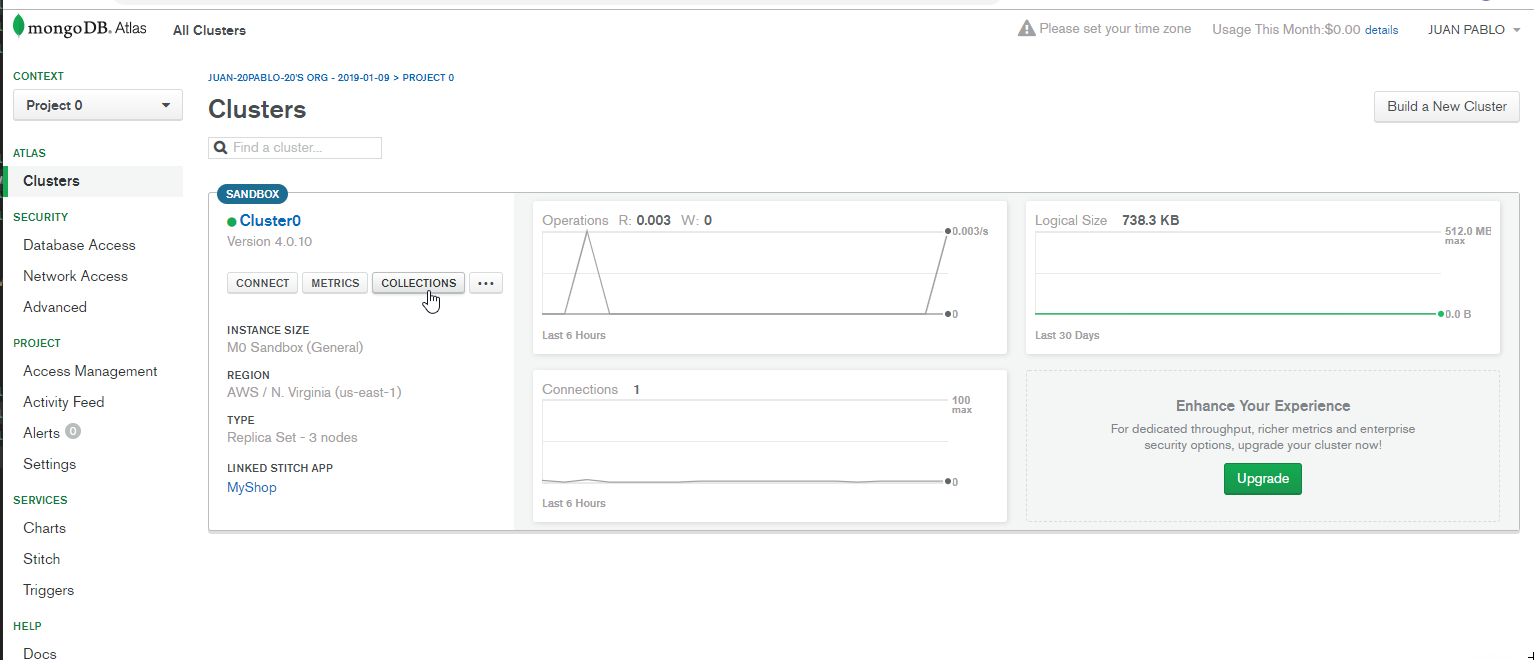 mongoDB. Atlas
All Clusters
Please set your time zone
Usage This Month:$0.00 details
JUAN PABLO
CONTEXT
Project 0
ATLAS
Clusters
SECURITY
Database Access
Network Access
Advanced
PROJECT
Access Management
Activity Feed
Alerts 0
Settings
SERVICES
Charts
Stitch
Triggers
HELP
Docs
JUAN-20PABLO-20'S ORG - 2019-01-09 > PROJECT 0
Clusters
Build a New Cluster
Find a cluster...
SANDBOX
Cluster0
Version 4.0.10
CONNECT
METRICS
COLLECTIONS
...
INSTANCE SIZE
M0 Sandbox (General)
REGION
AWS / N. Virginia (us-east-1)
TYPE
Replica Set - 3 nodes
LINKED STITCH APP
MyShop
Operations R: 0.003 W: 0
0.003/s
0
Last 6 Hours
Logical Size 738.3 KB
512.0 MB
max
0.0 B
Last 30 Days
Connections 1
100
max
0
Last 6 Hours
Enhance Your Experience
For dedicated throughput, richer metrics and enterprise
security options, upgrade your cluster now!
Upgrade